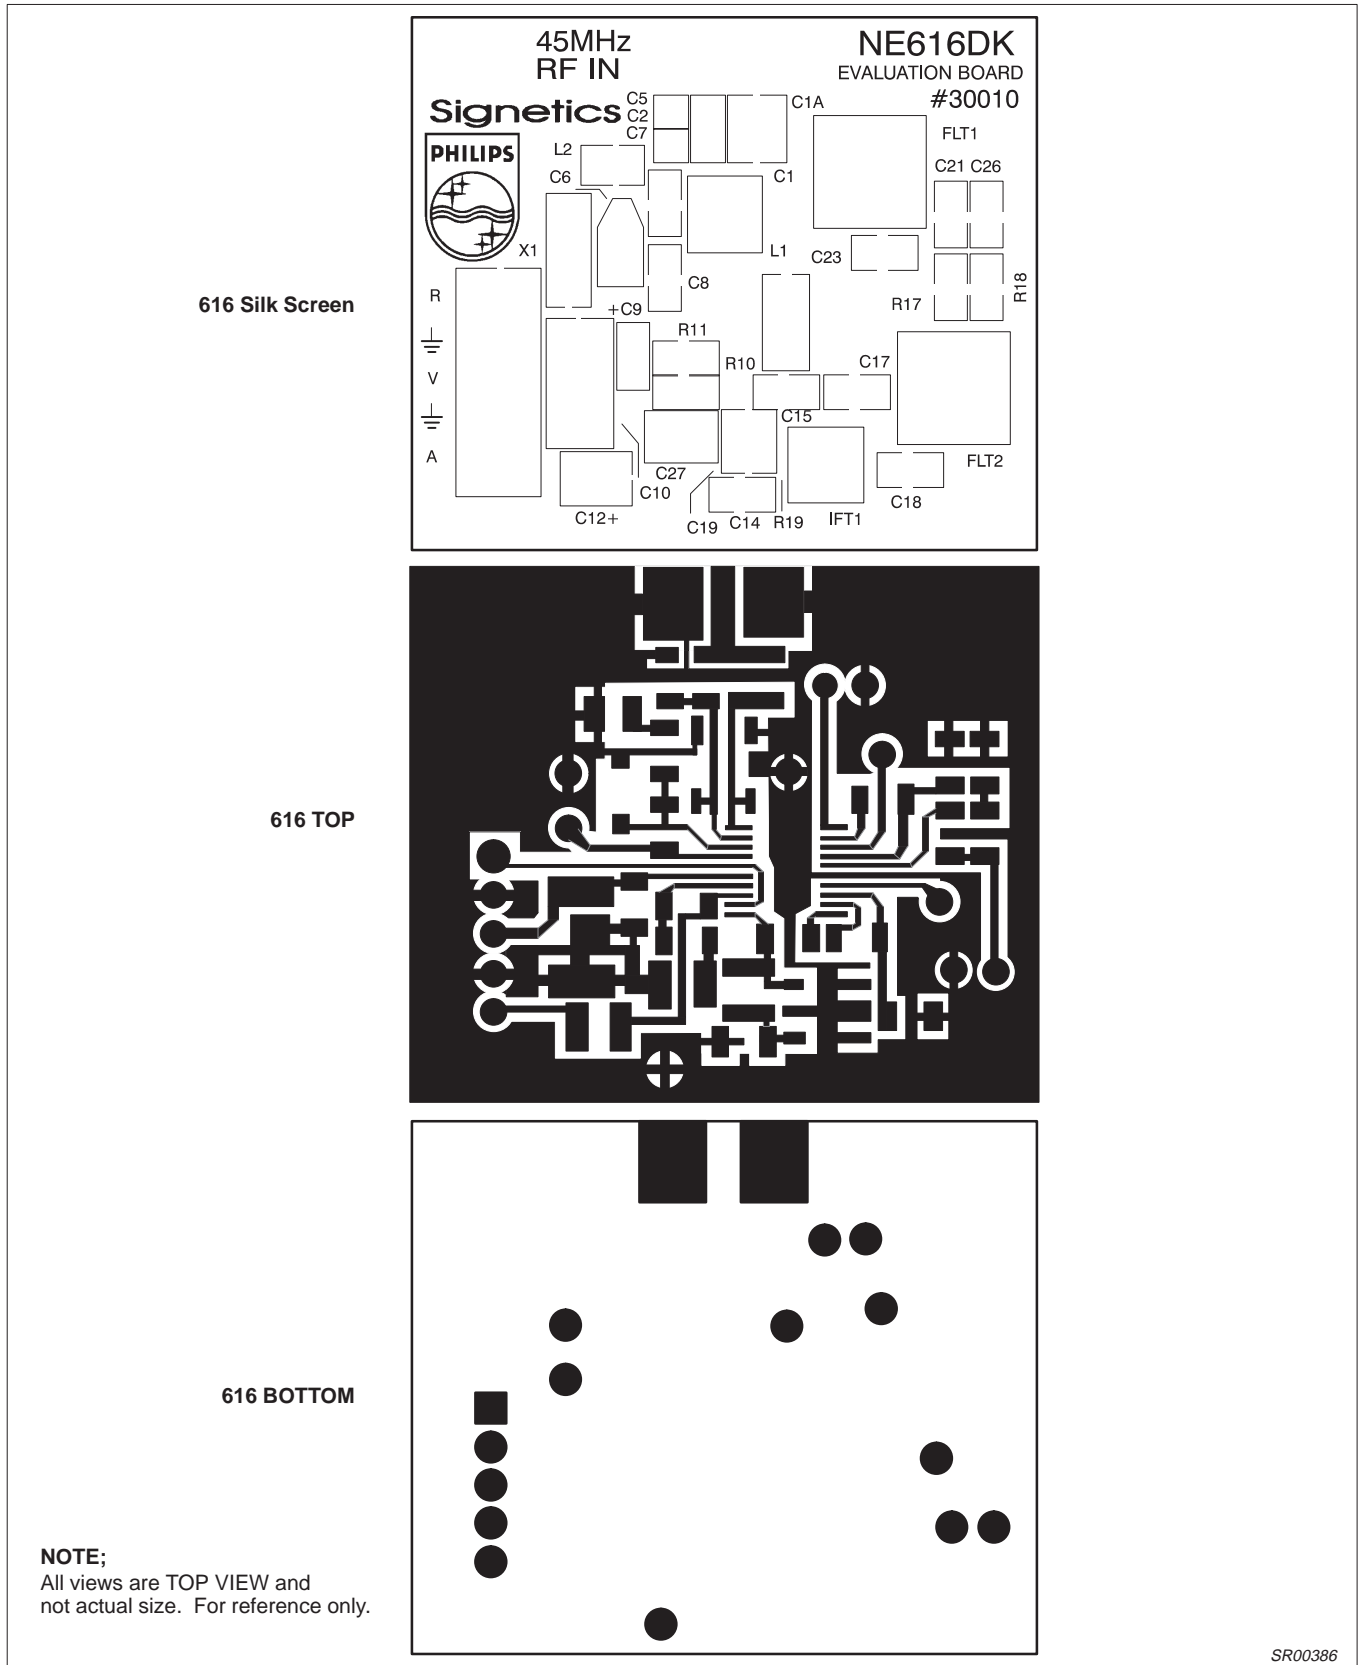 45MHz
RF IN
NE616DK
EVALUATION BOARD
#30010
Signetics
PHILIPS
C5
C2
C7
C1A
FLT1
L2
C6
C1
C21 C26
X1
L1
C23
C8
R17
R18
616 Silk Screen
R
+C9
R11
R10
C17
V
C15
A
C27
C10
FLT2
C12+
C19
C14
R19
IFT1
C18
616 TOP
616 BOTTOM
NOTE;
All views are TOP VIEW and
not actual size. For reference only.
SR00386